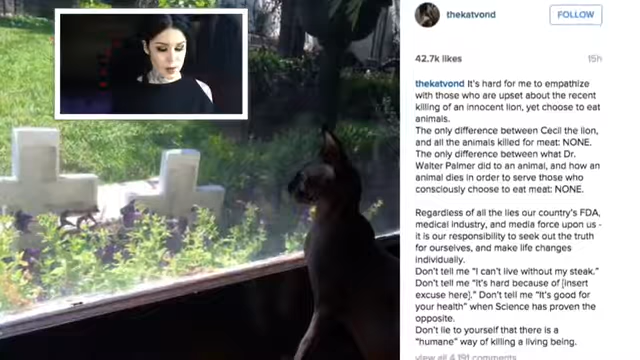 thekatvond
FOLLOW
42.7k likes
15h
thekatvond It's hard for me to empathize
with those who are upset about the recent
killing of an innocent lion, yet choose to eat
animals.
The only difference between Cecil the lion,
and all the animals killed for meat: NONE.
The only difference between what Dr.
Walter Palmer did to an animal, and how an
animal dies in order to serve those who
consciously choose to eat meat: NONE.
Regardless of all the lies our country's FDA,
medical industry, and media force upon us -
it is our responsibility to seek out the truth
for ourselves, and make life changes
individually.
Don't tell me "I can't live without my steak."
Don't tell me "It's hard because of [insert
excuse here]." Don't tell me "It's good for
your health" when Science has proven the
opposite.
Don't lie to yourself that there is a
"humane" way of killing a living being.
view all 4,191 comments